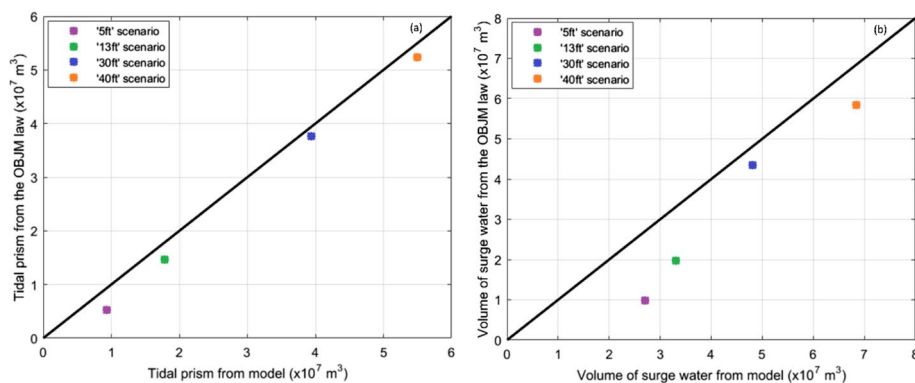 (a)
'5ft' scenario
'13ft' scenario
'30ft' scenario
'40ft' scenario
6
5
4
3
2
1
0
0 1 2 3 4 5 6
Tidal prism from the OBJM law (x10⁷ m³)
Tidal prism from model (x10⁷ m³)
(b)
'5ft' scenario
'13ft' scenario
'30ft' scenario
'40ft' scenario
8
7
6
5
4
3
2
1
0
0 1 2 3 4 5 6 7 8
Volume of surge water from the OBJM law (x10⁷ m³)
Volume of surge water from model (x10⁷ m³)